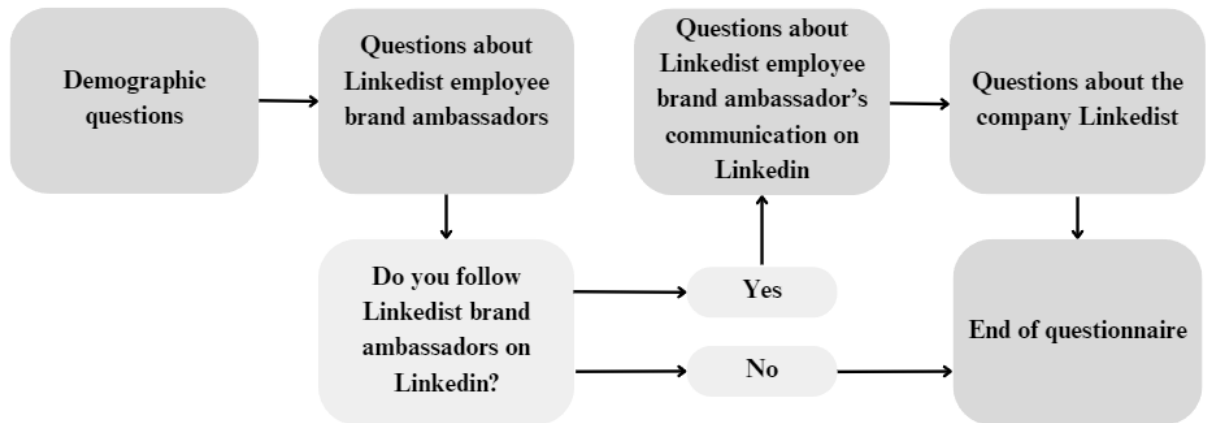 Demographic
questions
Questions about
Linkedist employee
brand ambassadors
Questions about
Linkedist employee
brand ambassador’s
communication on
Linkedin
Questions about the
company Linkedist
Do you follow
Linkedist brand
ambassadors on
Linkedin?
Yes
No
End of questionnaire